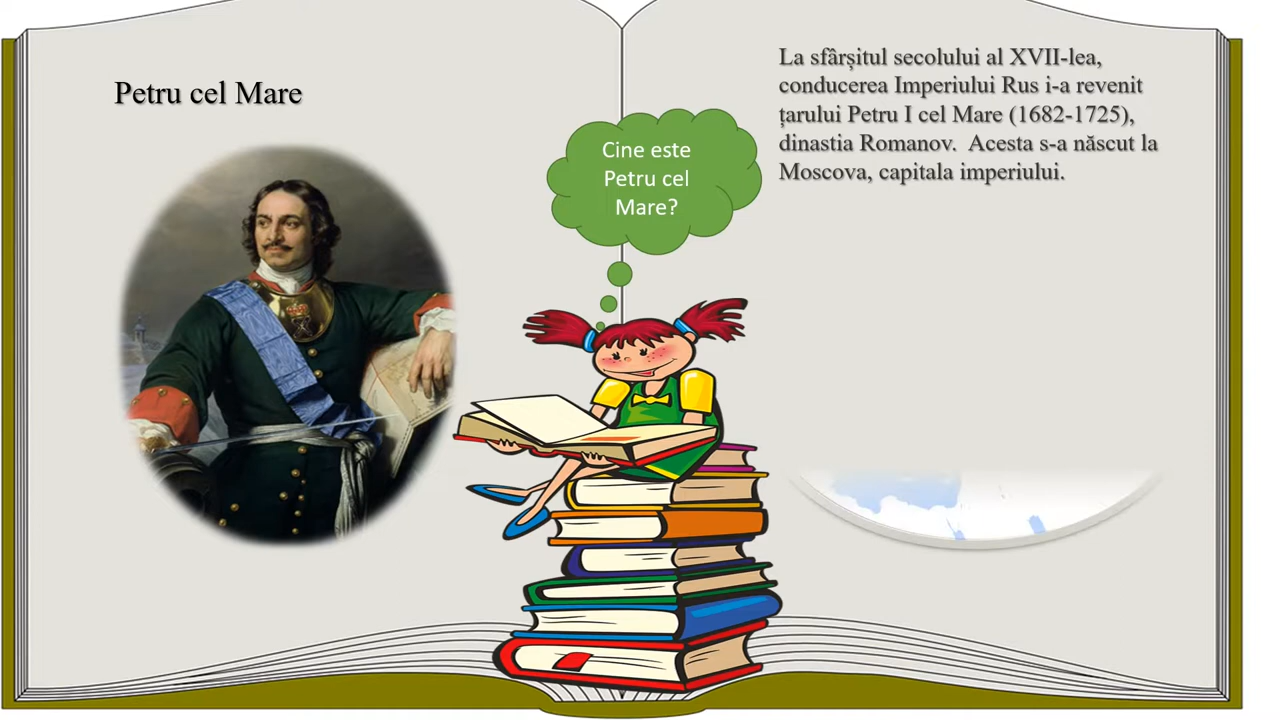 Petru cel Mare
Cine este
Petru cel
Mare?
La sfârșitul secolului al XVII-lea,
conducerea Imperiului Rus i-a revenit
țarului Petru I cel Mare (1682-1725),
dinastia Romanov.  Acesta s-a născut la
Moscova, capitala imperiului.